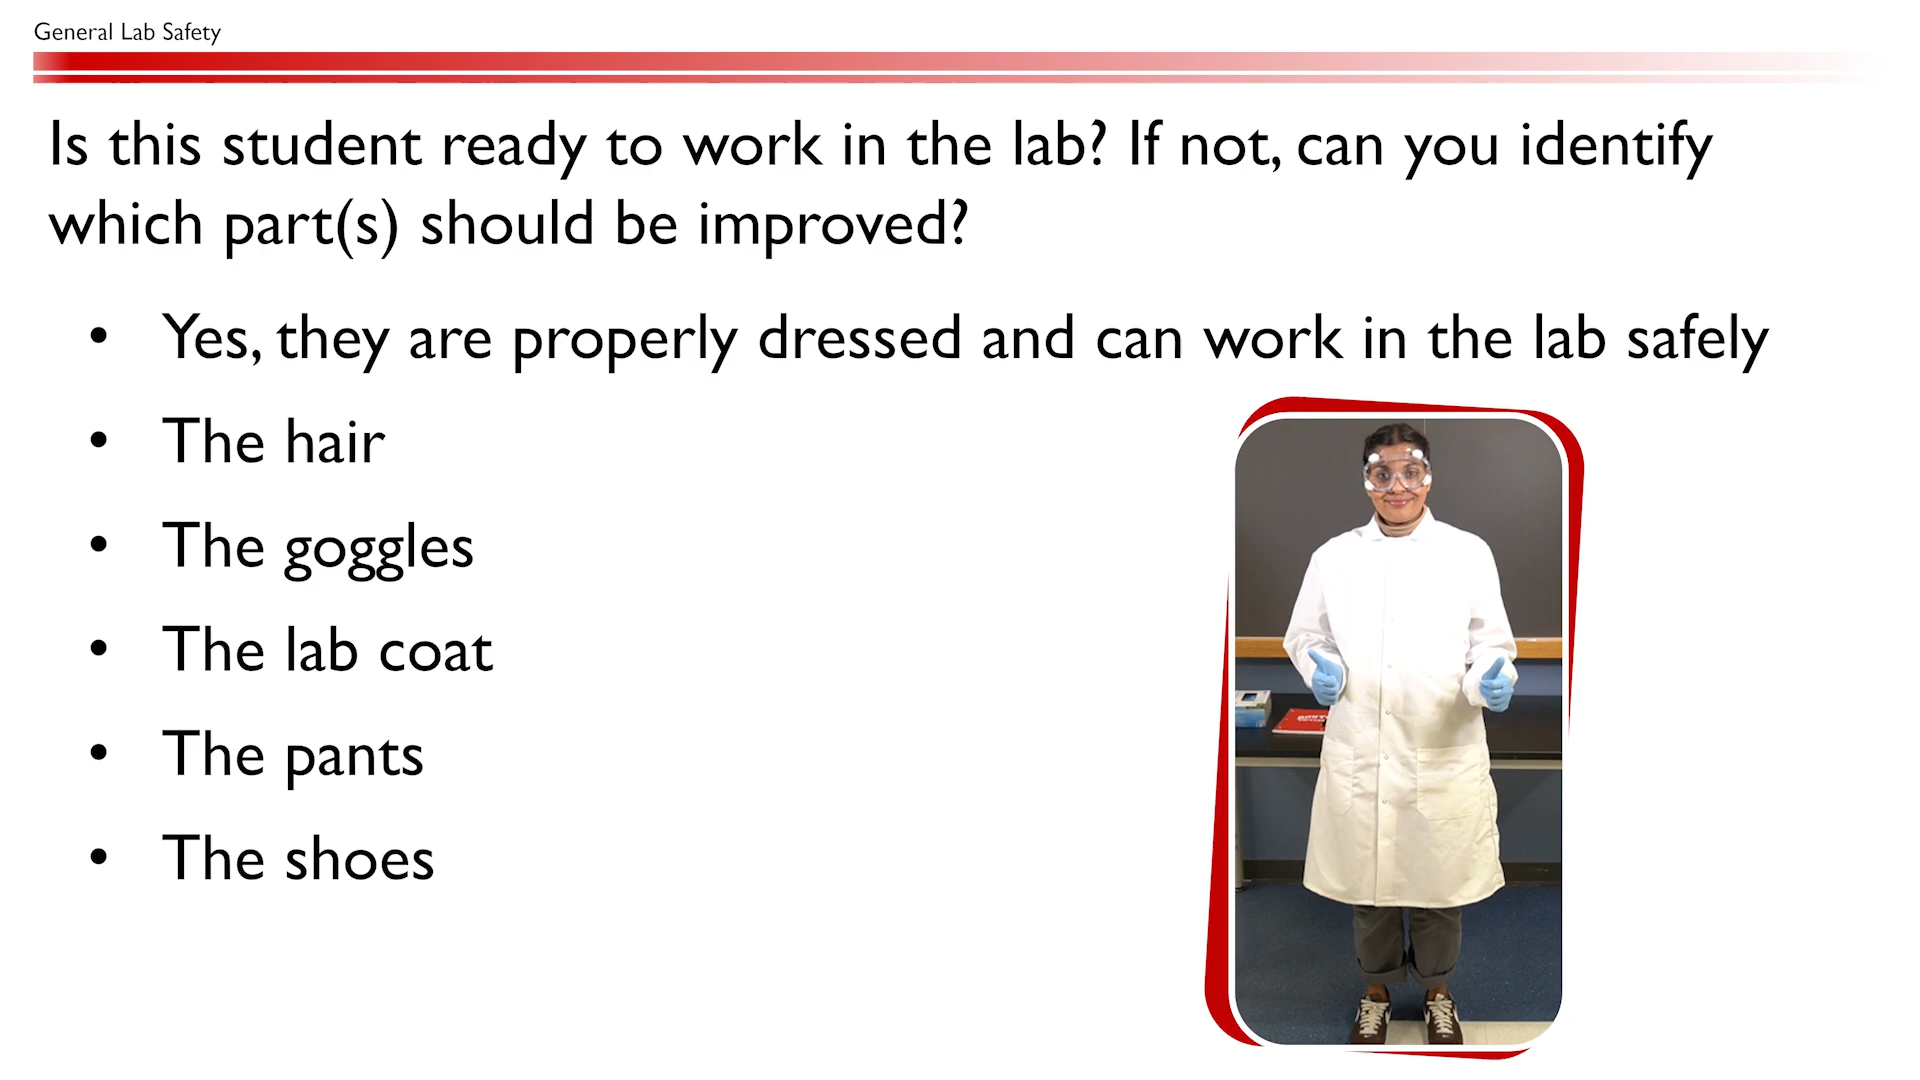 General Lab Safety
Is this student ready to work in the lab? If not, can you identify
which part(s) should be improved?
• Yes, they are properly dressed and can work in the lab safely
• The hair
• The goggles
• The lab coat
• The pants
• The shoes